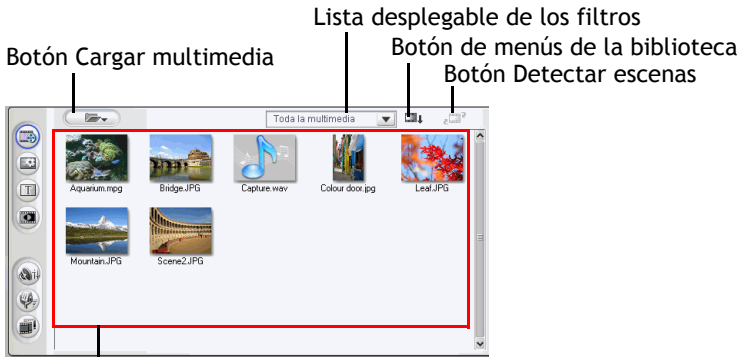 Lista desplegable de los filtros
Botón de menús de la biblioteca
Botón Cargar multimedia
Botón Detectar escenas
Toda la multimedia
Aquarium.mpg
Bridge.JPG
Capture.wav
Colour door.jpg
Leaf.JPG
Mountain.JPG
Scene2.JPG